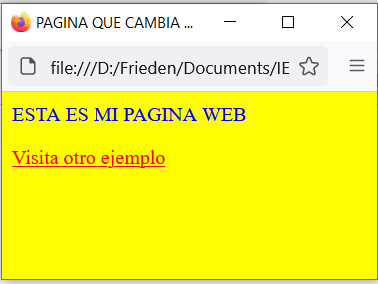 PAGINA QUE CAMBIA ...
file:///D:/Frieden/Documents/IE
ESTA ES MI PAGINA WEB
Visita otro ejemplo